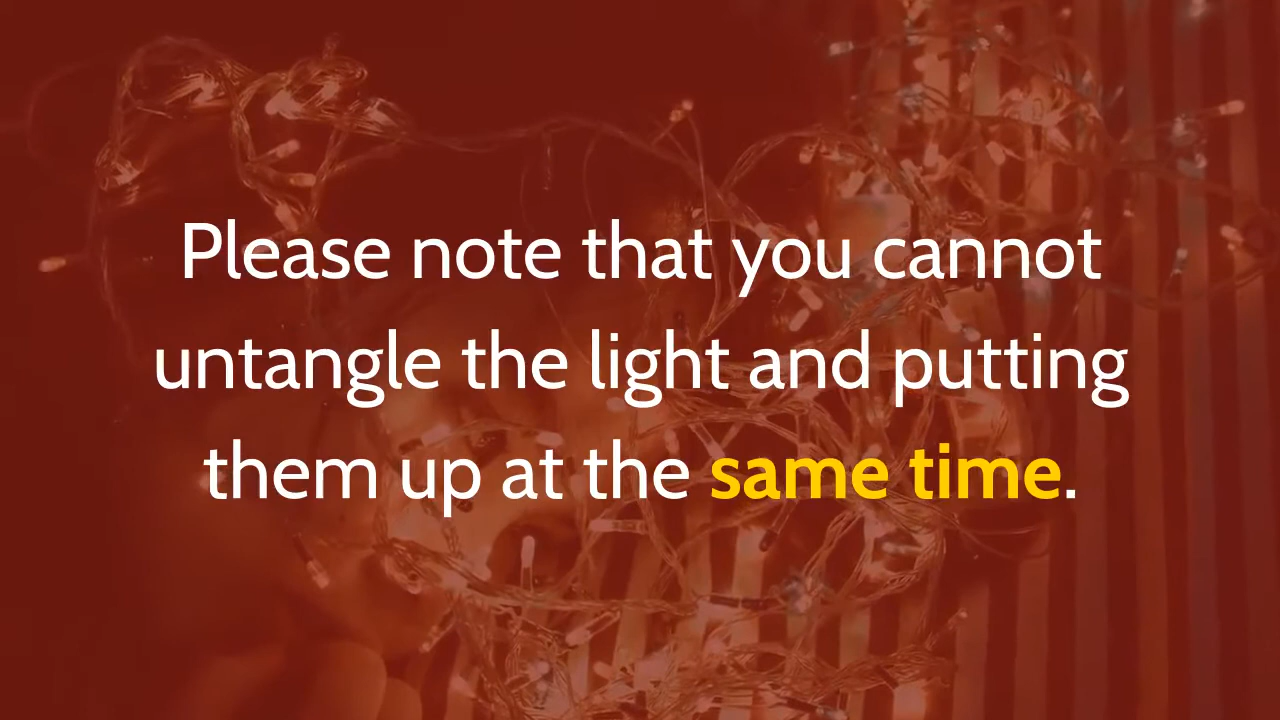 Please note that you cannot
untangle the light and putting
them up at the same time.